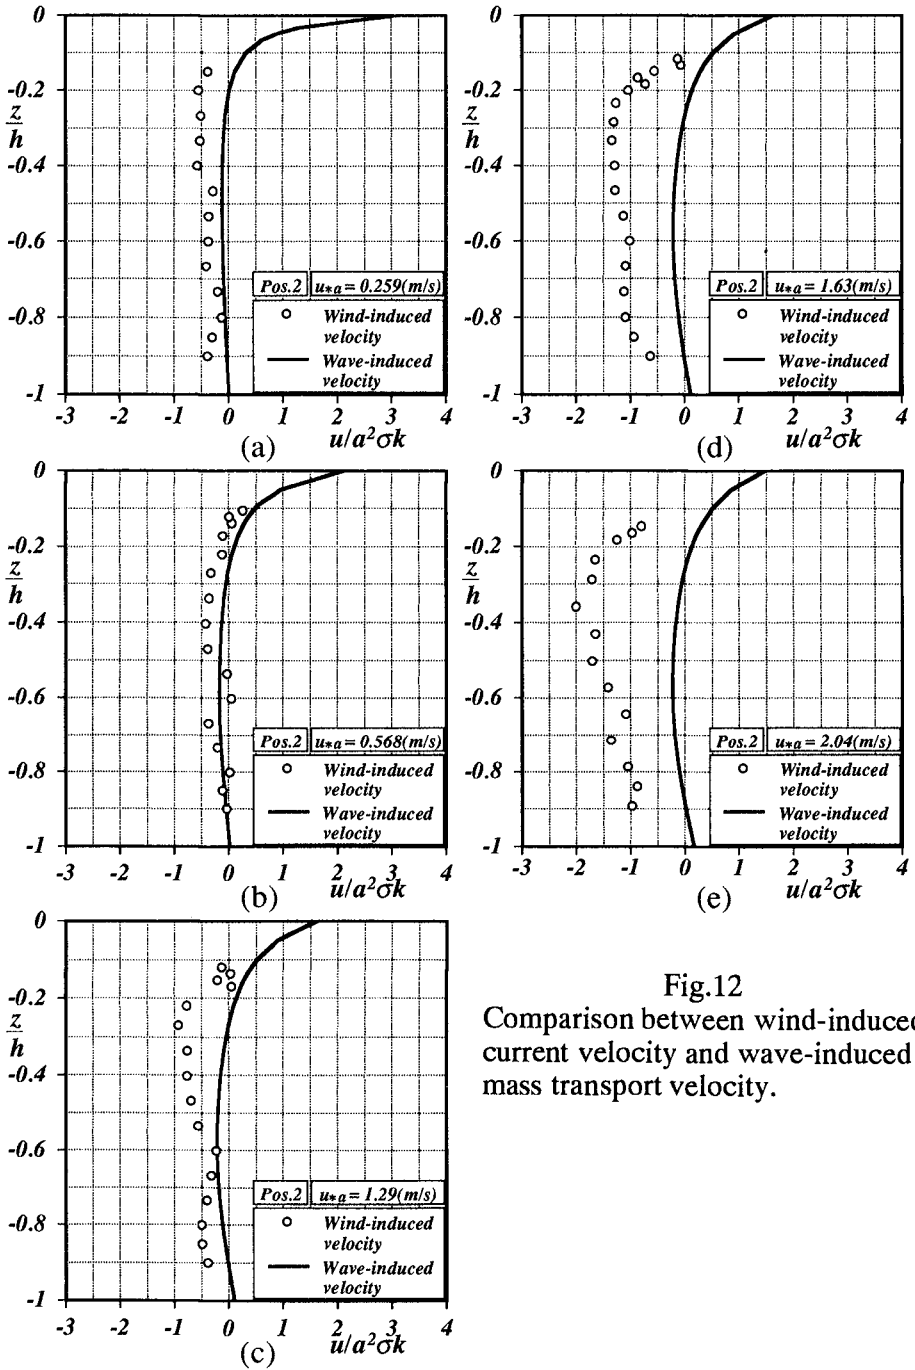 0
-0.2
z/h
-0.4
-0.6
-0.8
-1
Pos.2 u*a = 0.259(m/s)
Wind-induced
velocity
Wave-induced
velocity
-3 -2 -1 0 1 2 3 4
(a) u/a²σk
0
-0.2
z/h
-0.4
-0.6
-0.8
-1
Pos.2 u*a = 1.63(m/s)
Wind-induced
velocity
Wave-induced
velocity
-3 -2 -1 0 1 2 3 4
(d) u/a²σk
0
-0.2
z/h
-0.4
-0.6
-0.8
-1
Pos.2 u*a = 0.568(m/s)
Wind-induced
velocity
Wave-induced
velocity
-3 -2 -1 0 1 2 3 4
(b) u/a²σk
0
-0.2
z/h
-0.4
-0.6
-0.8
-1
Pos.2 u*a = 2.04(m/s)
Wind-induced
velocity
Wave-induced
velocity
-3 -2 -1 0 1 2 3 4
(e) u/a²σk
0
-0.2
z/h
-0.4
-0.6
-0.8
-1
Pos.2 u*a = 1.29(m/s)
Wind-induced
velocity
Wave-induced
velocity
-3 -2 -1 0 1 2 3 4
(c) u/a²σk
Fig.12
Comparison between wind-induced
current velocity and wave-induced
mass transport velocity.